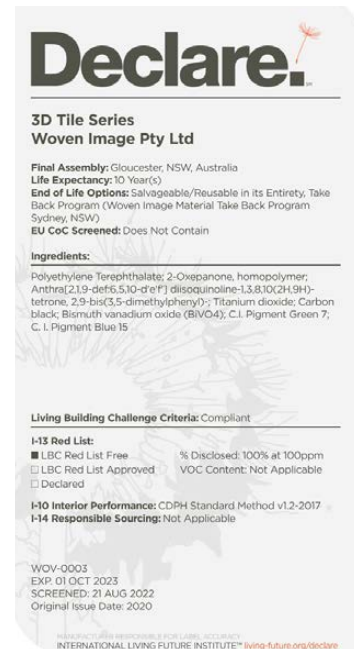 Declare.
3D Tile Series
Woven Image Pty Ltd
Final Assembly: Gloucester, NSW, Australia
Life Expectancy: 10 Year(s)
End of Life Options: Salvageable/Reusable in its Entirety, Take
Back Program (Woven Image Material Take Back Program
Sydney, NSW)
EU CoC Screened: Does Not Contain
Ingredients:
Polyethylene Terephthalate; 2-Oxepanone, homopolymer;
Anthra[2,1,9-def:6,5,10-d'e'f'] diisoquinoline-1,3,8,10(2H,9H)-
tetrone, 2,9-bis(3,5-dimethylphenyl)-; Titanium dioxide; Carbon
black; Bismuth vanadium oxide (BiVO4); C.I. Pigment Green 7;
C. I. Pigment Blue 15
Living Building Challenge Criteria: Compliant
I-13 Red List:
■ LBC Red List Free % Disclosed: 100% at 100ppm
□ LBC Red List Approved VOC Content: Not Applicable
□ Declared
I-10 Interior Performance: CDPH Standard Method v1.2-2017
I-14 Responsible Sourcing: Not Applicable
WOV-0003
EXP. 01 OCT 2023
SCREENED: 21 AUG 2022
Original Issue Date: 2020
MANUFACTURER RESPONSIBLE FOR LABEL ACCURACY
INTERNATIONAL LIVING FUTURE INSTITUTE™ living-future.org/declare